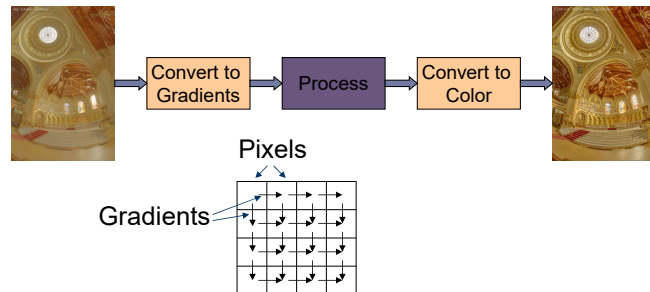 Convert to
Gradients
Process
Convert to
Color
Pixels
Gradients